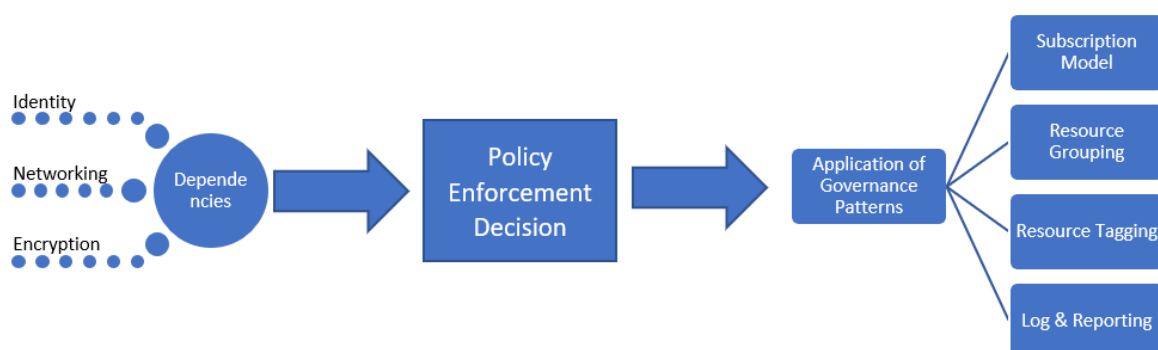 Identity
Networking
Encryption
Depende
ncies
Policy
Enforcement
Decision
Application of
Governance
Patterns
Subscription
Model
Resource
Grouping
Resource Tagging
Log & Reporting